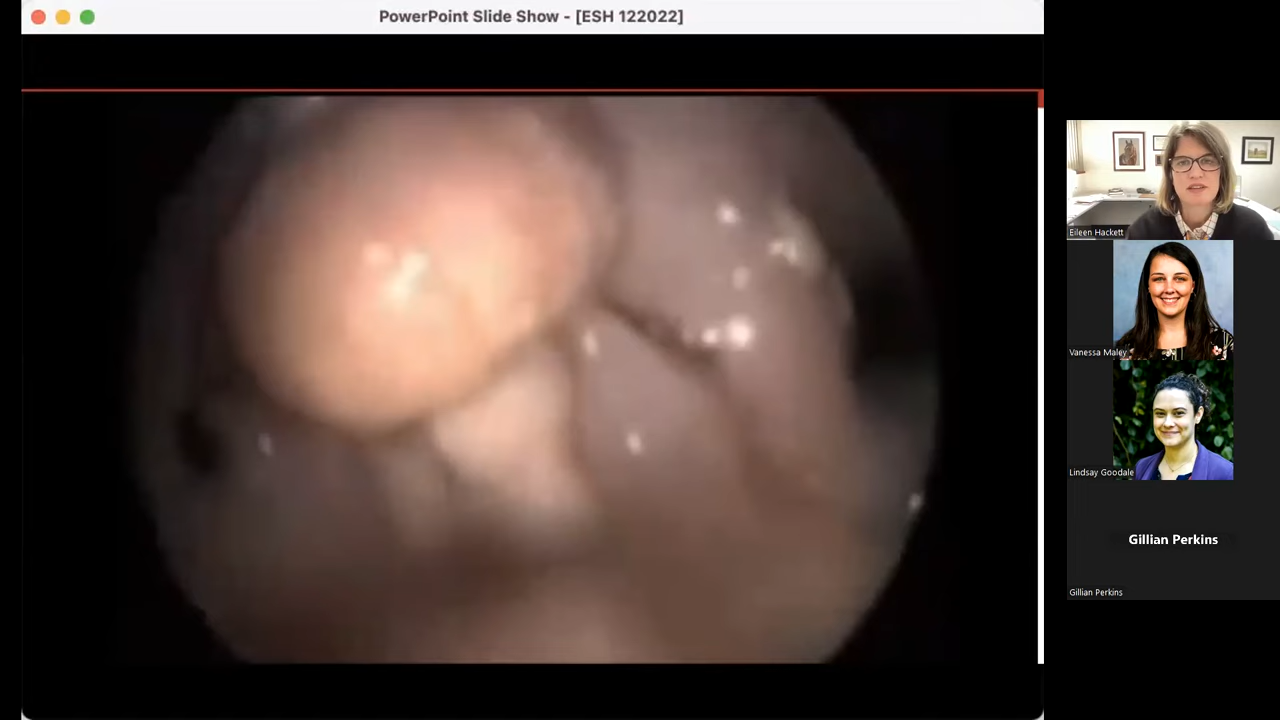 PowerPoint Slide Show - [ESH 122022]
Eileen Hackett
Vanessa Maley
Lindsay Goodale
Gillian Perkins
Gillian Perkins